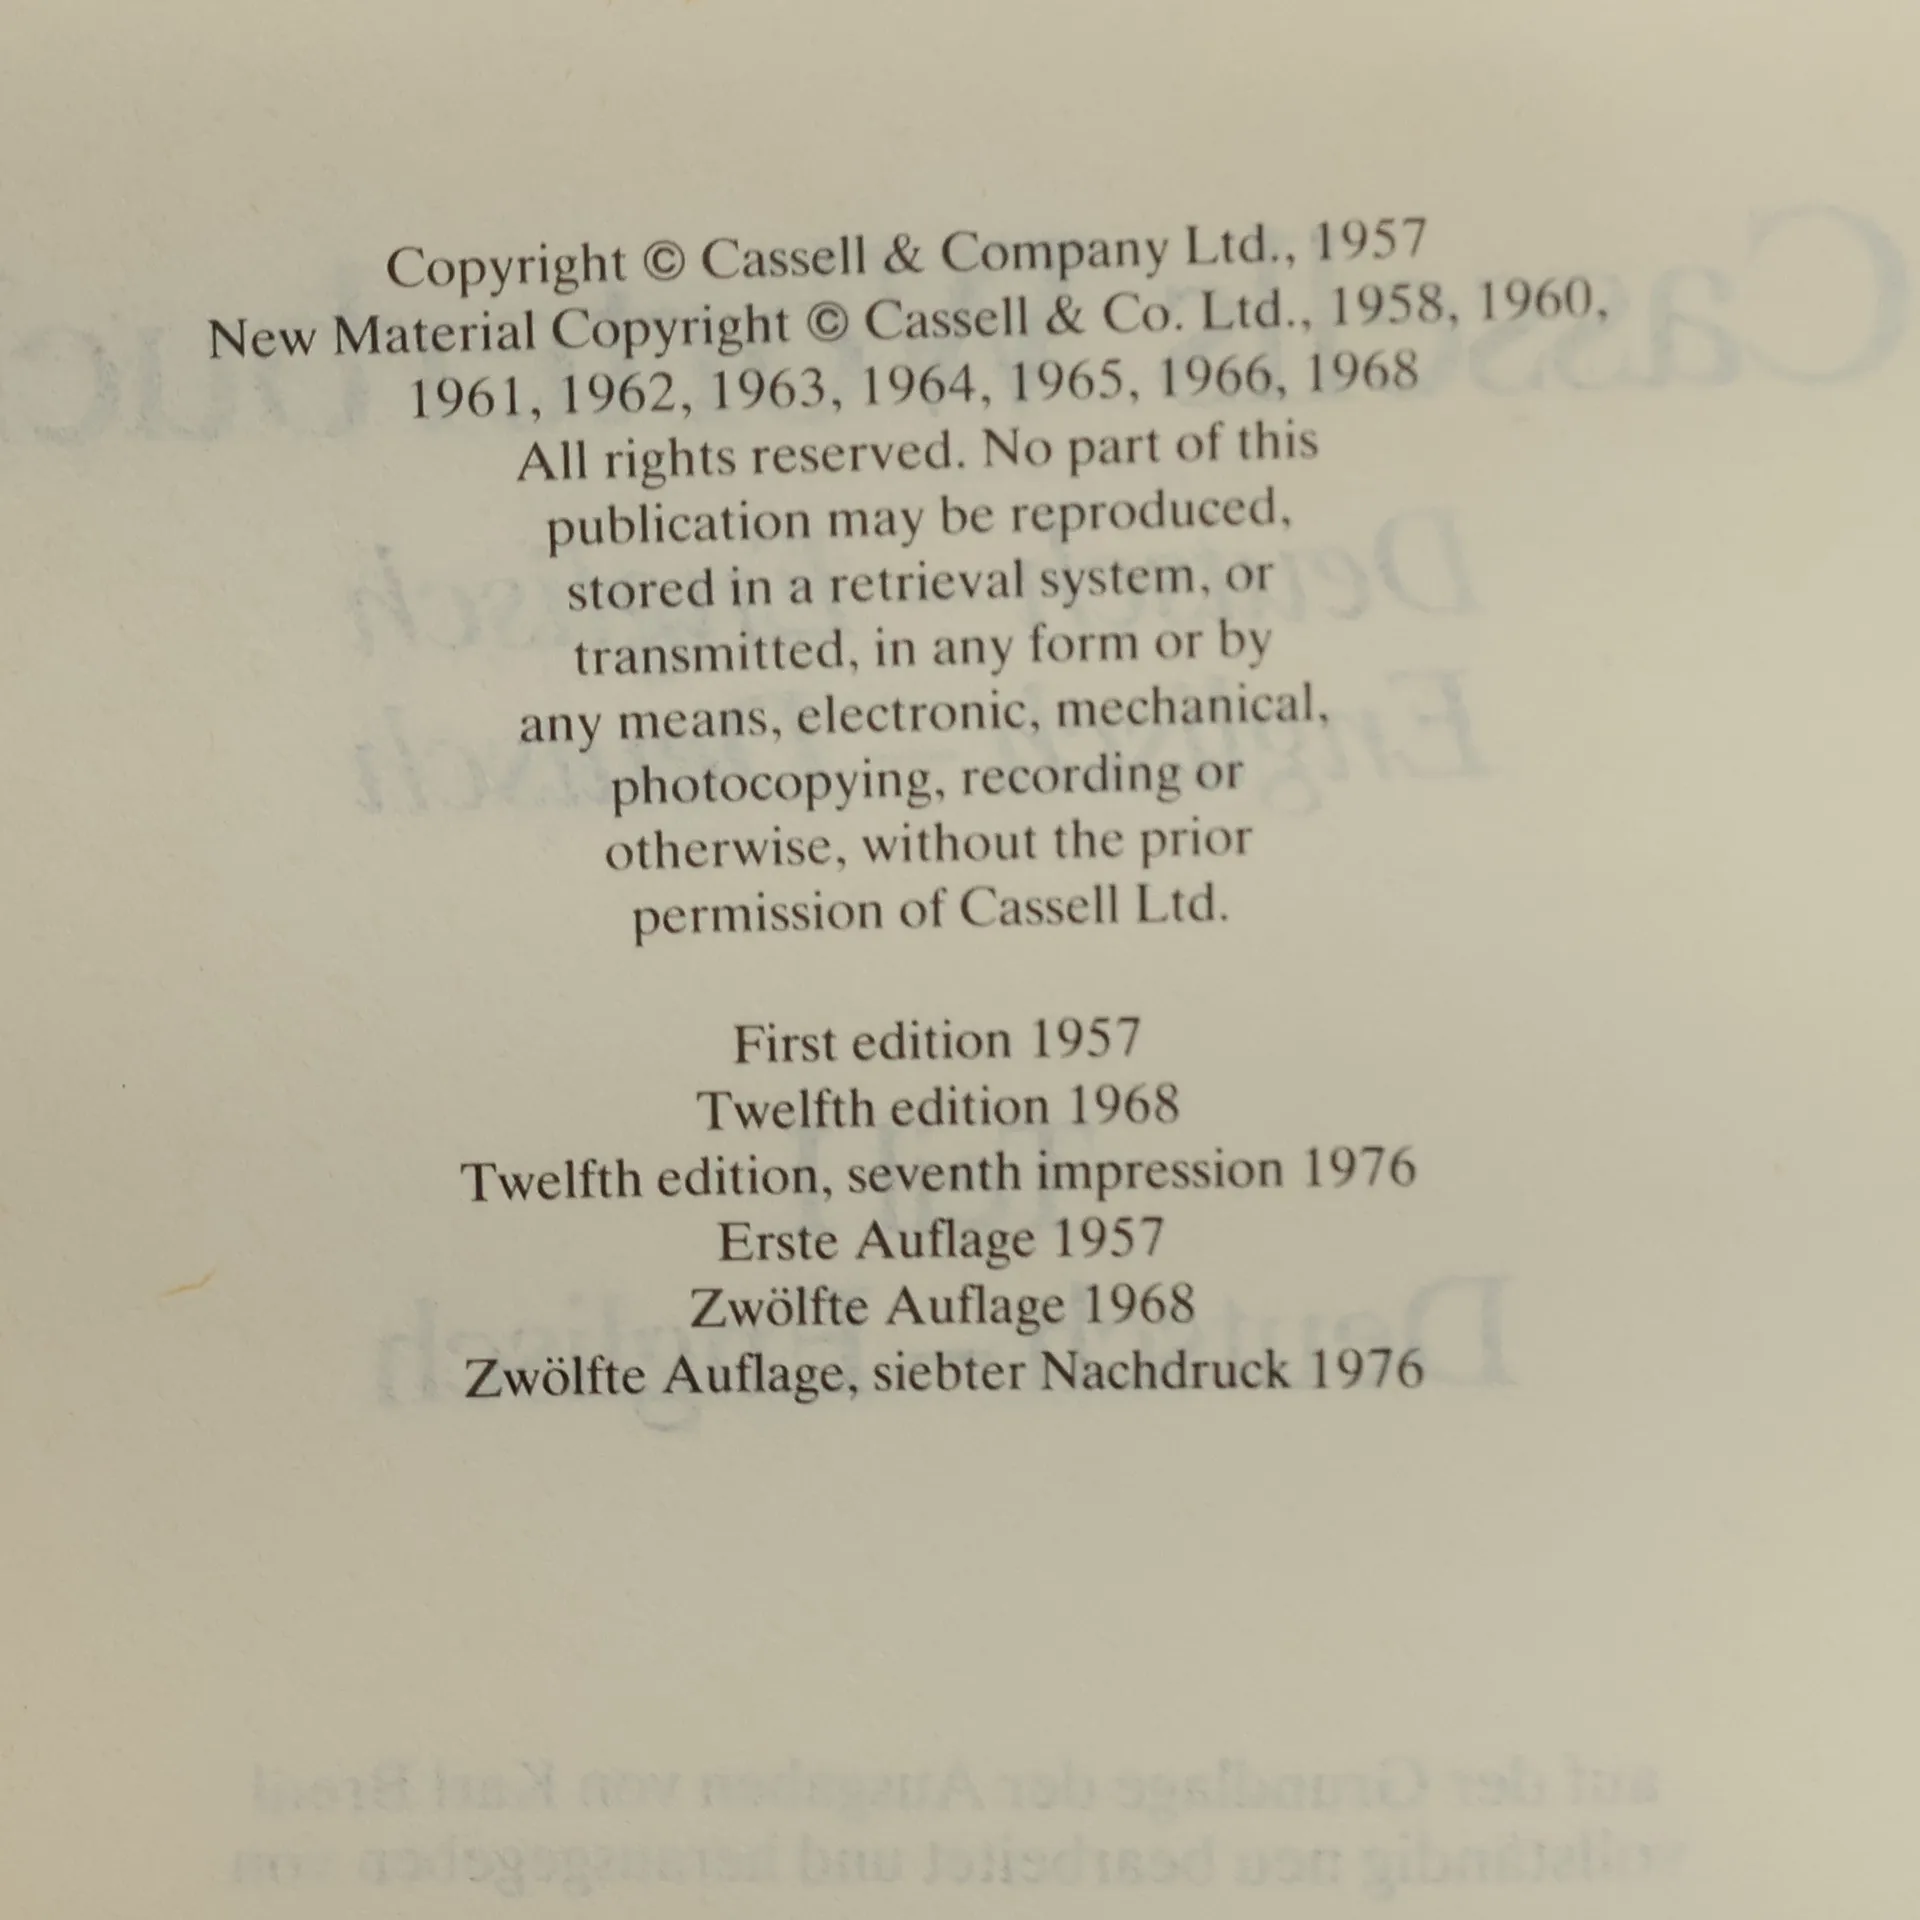 Copyright © Cassell & Company Ltd., 1957
New Material Copyright © Cassell & Co. Ltd., 1958, 1960,
1961, 1962, 1963, 1964, 1965, 1966, 1968
All rights reserved. No part of this
publication may be reproduced,
stored in a retrieval system, or
transmitted, in any form or by
any means, electronic, mechanical,
photocopying, recording or
otherwise, without the prior
permission of Cassell Ltd.
First edition 1957
Twelfth edition 1968
Twelfth edition, seventh impression 1976
Erste Auflage 1957
Zwölfte Auflage 1968
Zwölfte Auflage, siebter Nachdruck 1976